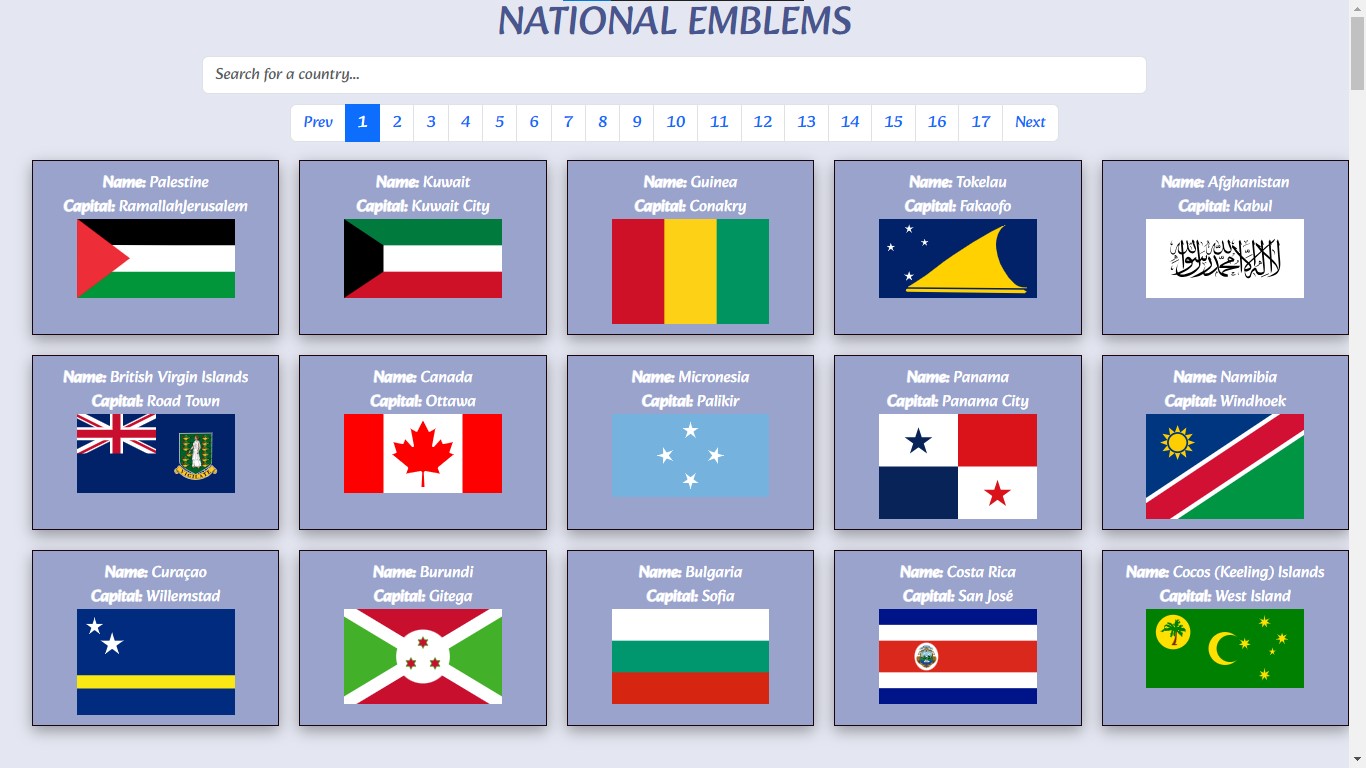 NATIONAL EMBLEMS
Search for a country...
Prev 1 2 3 4 5 6 7 8 9 10 11 12 13 14 15 16 17 Next
Name: Palestine
Capital: RamallahJerusalem
Name: Kuwait
Capital: Kuwait City
Name: Guinea
Capital: Conakry
Name: Tokelau
Capital: Fakaofo
Name: Afghanistan
Capital: Kabul
لا إله إلا الله محمد رسول الله
Name: British Virgin Islands
Capital: Road Town
VIGILATE
Name: Canada
Capital: Ottawa
Name: Micronesia
Capital: Palikir
Name: Panama
Capital: Panama City
Name: Namibia
Capital: Windhoek
Name: Curaçao
Capital: Willemstad
Name: Burundi
Capital: Gitega
Name: Bulgaria
Capital: Sofia
Name: Costa Rica
Capital: San José
Name: Cocos (Keeling) Islands
Capital: West Island